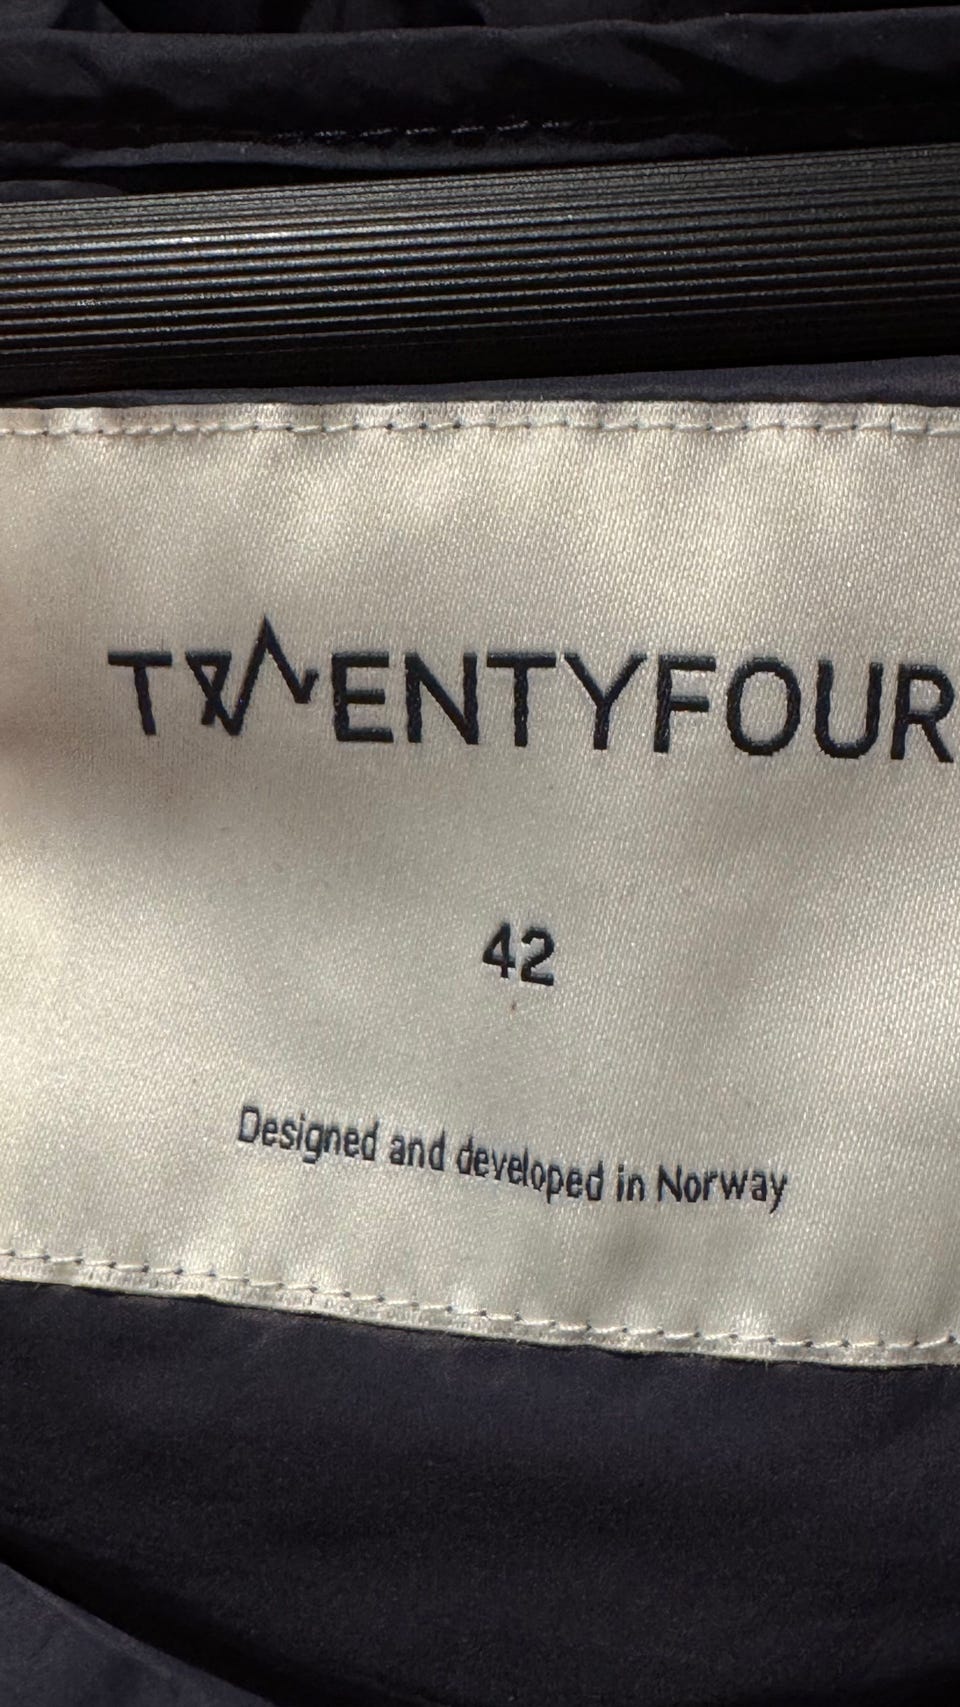 TWENTYFOUR
42
Designed and developed in Norway